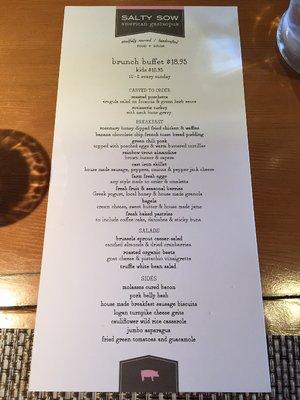 SALTY SOW
american gastropub
soulfully sourced / handcrafted
food + booze
brunch buffet $18.95
kids $10.95
10-2 every sunday
CARVED TO ORDER
roasted porchetta
arugula salad on focaccia & green herb sauce
rotisserie turkey
with neck bone gravy
BREAKFAST
rosemary honey dipped fried chicken & waffles
banana chocolate chip french toast bread pudding
green chili pork
topped with poached eggs & warm buttered tortillas
rainbow trout almandine
brown butter & capers
cast iron skillet
house made sausage, peppers, onions & pepper jack cheese
farm fresh eggs
any style made to order & omeletts
fresh fruit & seasonal berries
Greek yogurt, local honey & house made granola
bagels
cream cheese, sweet butter & house made jams
fresh baked pastries
to include coffee cake, danishes & sticky buns
SALADS
brussels sprout caesar salad
candied almonds & dried cranberries
roasted organic beets
goat cheese & pistachio vinaigrette
truffle white bean salad
SIDES
molasses cured bacon
pork belly hash
house made breakfast sausage biscuits
logan turnpike cheese grits
cauliflower wild rice casserole
jumbo asparagus
fried green tomatoes and guacamole